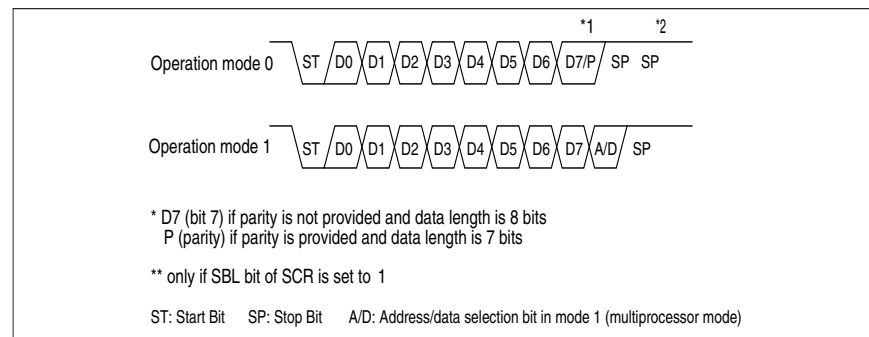 *1 *2
Operation mode 0 ST D0 D1 D2 D3 D4 D5 D6 D7/P SP SP
Operation mode 1 ST D0 D1 D2 D3 D4 D5 D6 D7 A/D SP
* D7 (bit 7) if parity is not provided and data length is 8 bits
P (parity) if parity is provided and data length is 7 bits
** only if SBL bit of SCR is set to 1
ST: Start Bit SP: Stop Bit A/D: Address/data selection bit in mode 1 (multiprocessor mode)